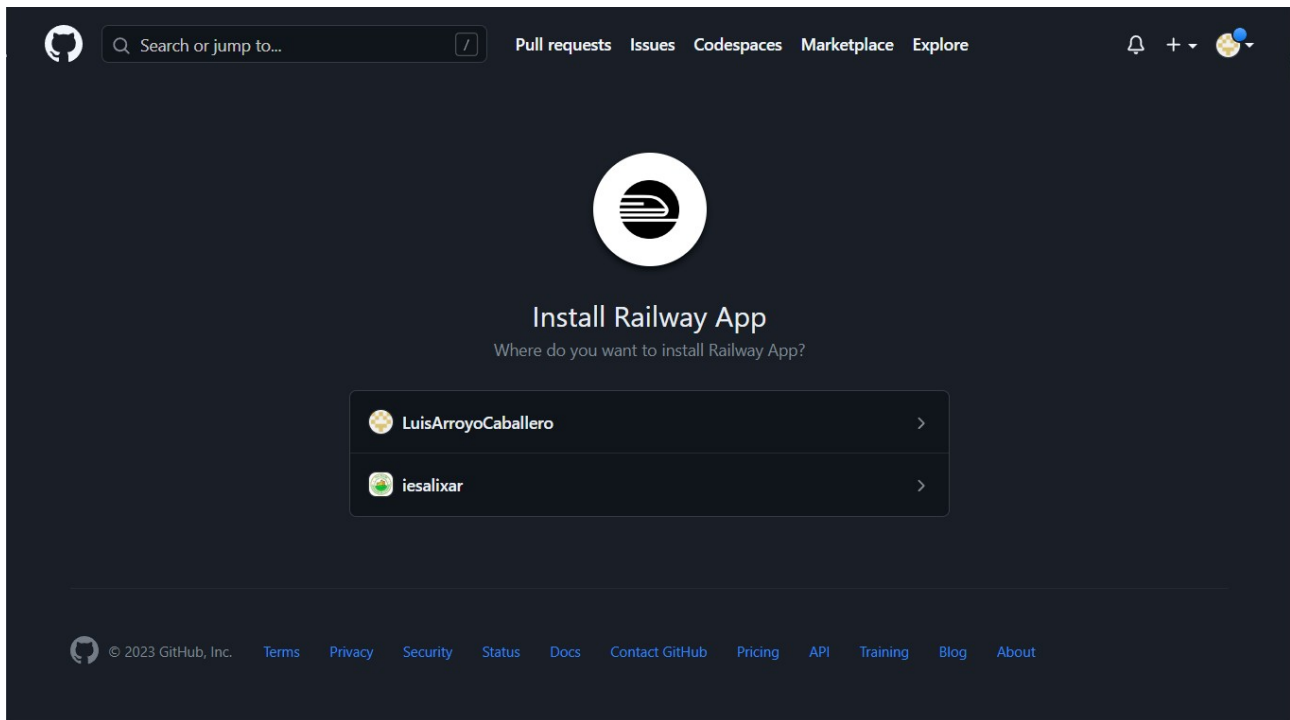 Search or jump to... / Pull requests Issues Codespaces Marketplace Explore
Install Railway App
Where do you want to install Railway App?
LuisArroyoCaballero
iesalixar
© 2023 GitHub, Inc. Terms Privacy Security Status Docs Contact GitHub Pricing API Training Blog About